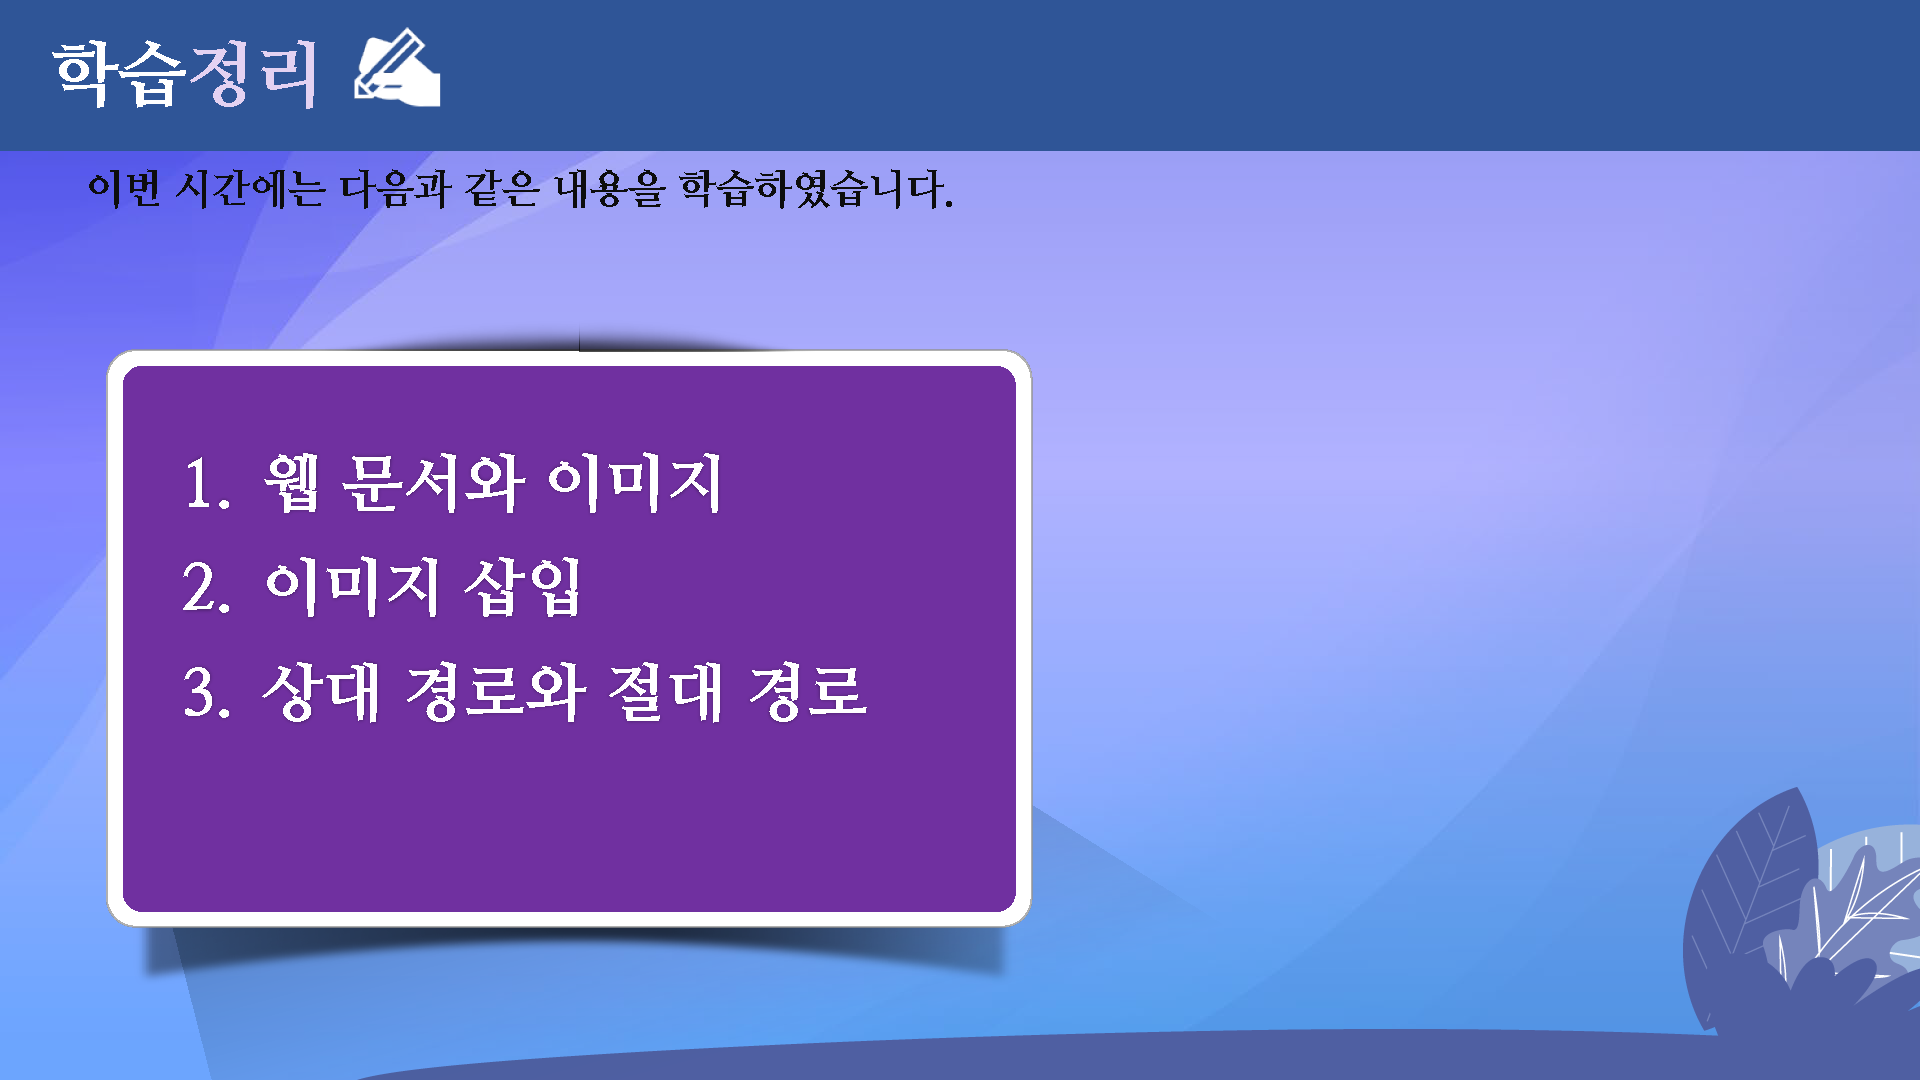 학습정리
이번 시간에는 다음과 같은 내용을 학습하였습니다.
1. 웹 문서와 이미지
2. 이미지 삽입
3. 상대 경로와 절대 경로